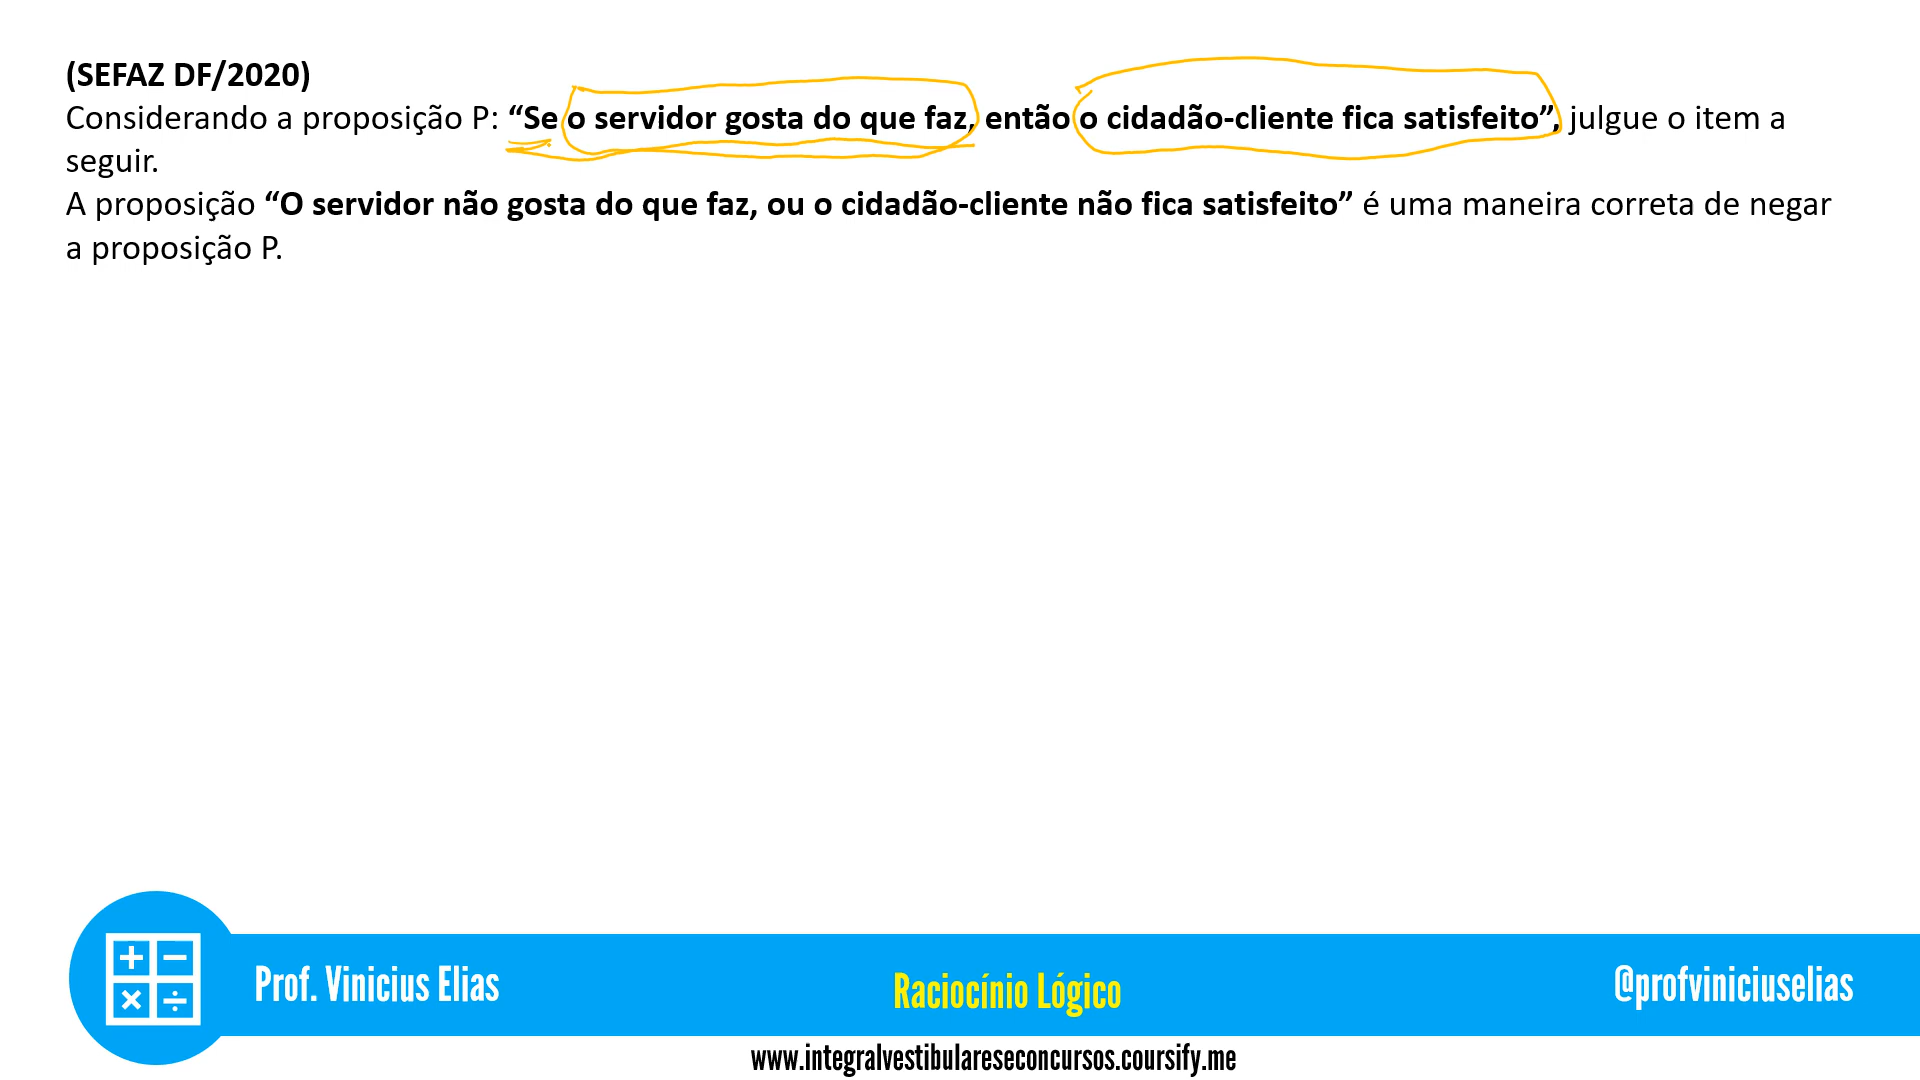 (SEFAZ DF/2020)
Considerando a proposição P: “Se o servidor gosta do que faz, então o cidadão-cliente fica satisfeito”, julgue o item a
seguir.
A proposição “O servidor não gosta do que faz, ou o cidadão-cliente não fica satisfeito” é uma maneira correta de negar
a proposição P.
Prof. Vinicius Elias
Raciocínio Lógico
@profviniciuselias
www.integralvestibulareseconcursos.coursify.me